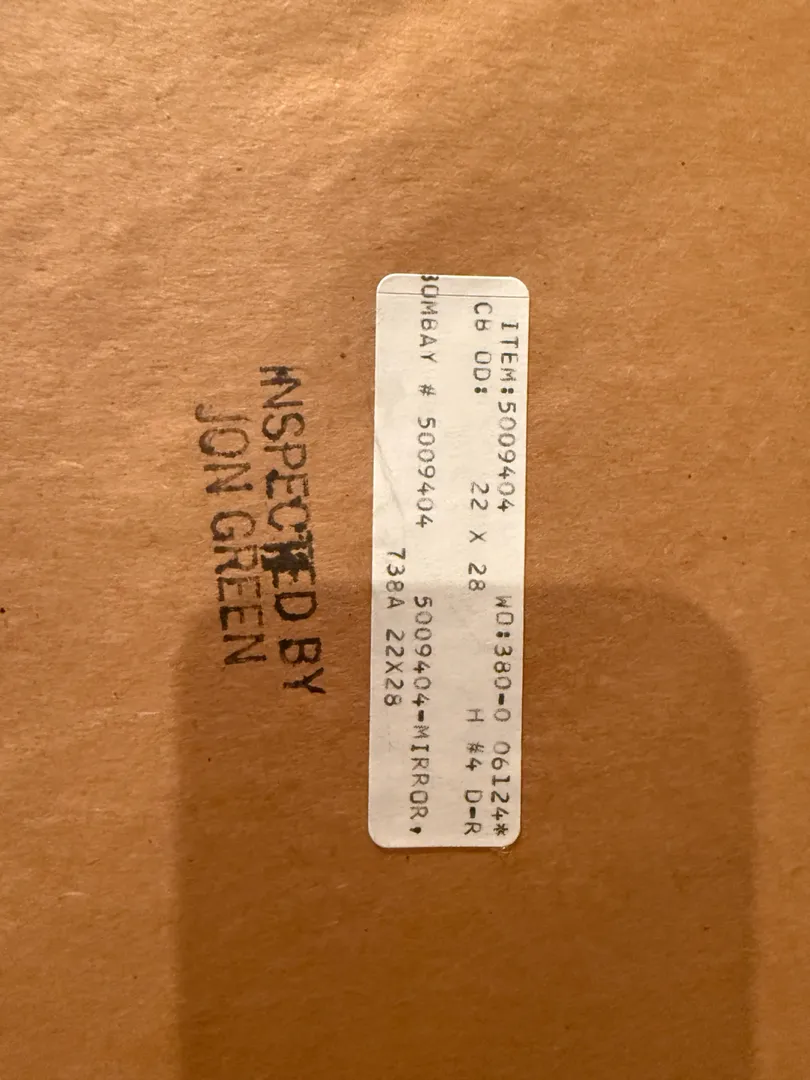 ITEM:5009404 WO:380-0 06124*
CB OD: 22 X 28 H #4 D-R
BOMBAY # 5009404 5009404-MIRROR,
738A 22X28
INSPECTED BY
JON GREEN